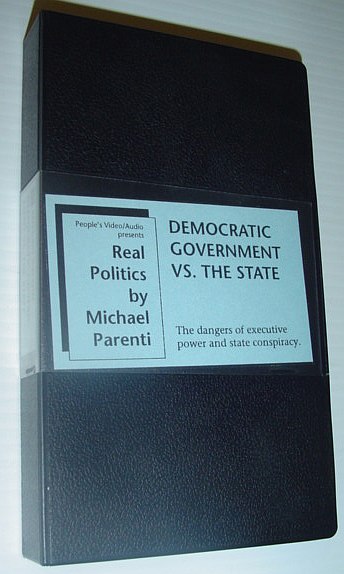 People's Video/Audio
presents
Real
Politics
by
Michael
Parenti
DEMOCRATIC
GOVERNMENT
VS. THE STATE
The dangers of executive
power and state conspiracy.